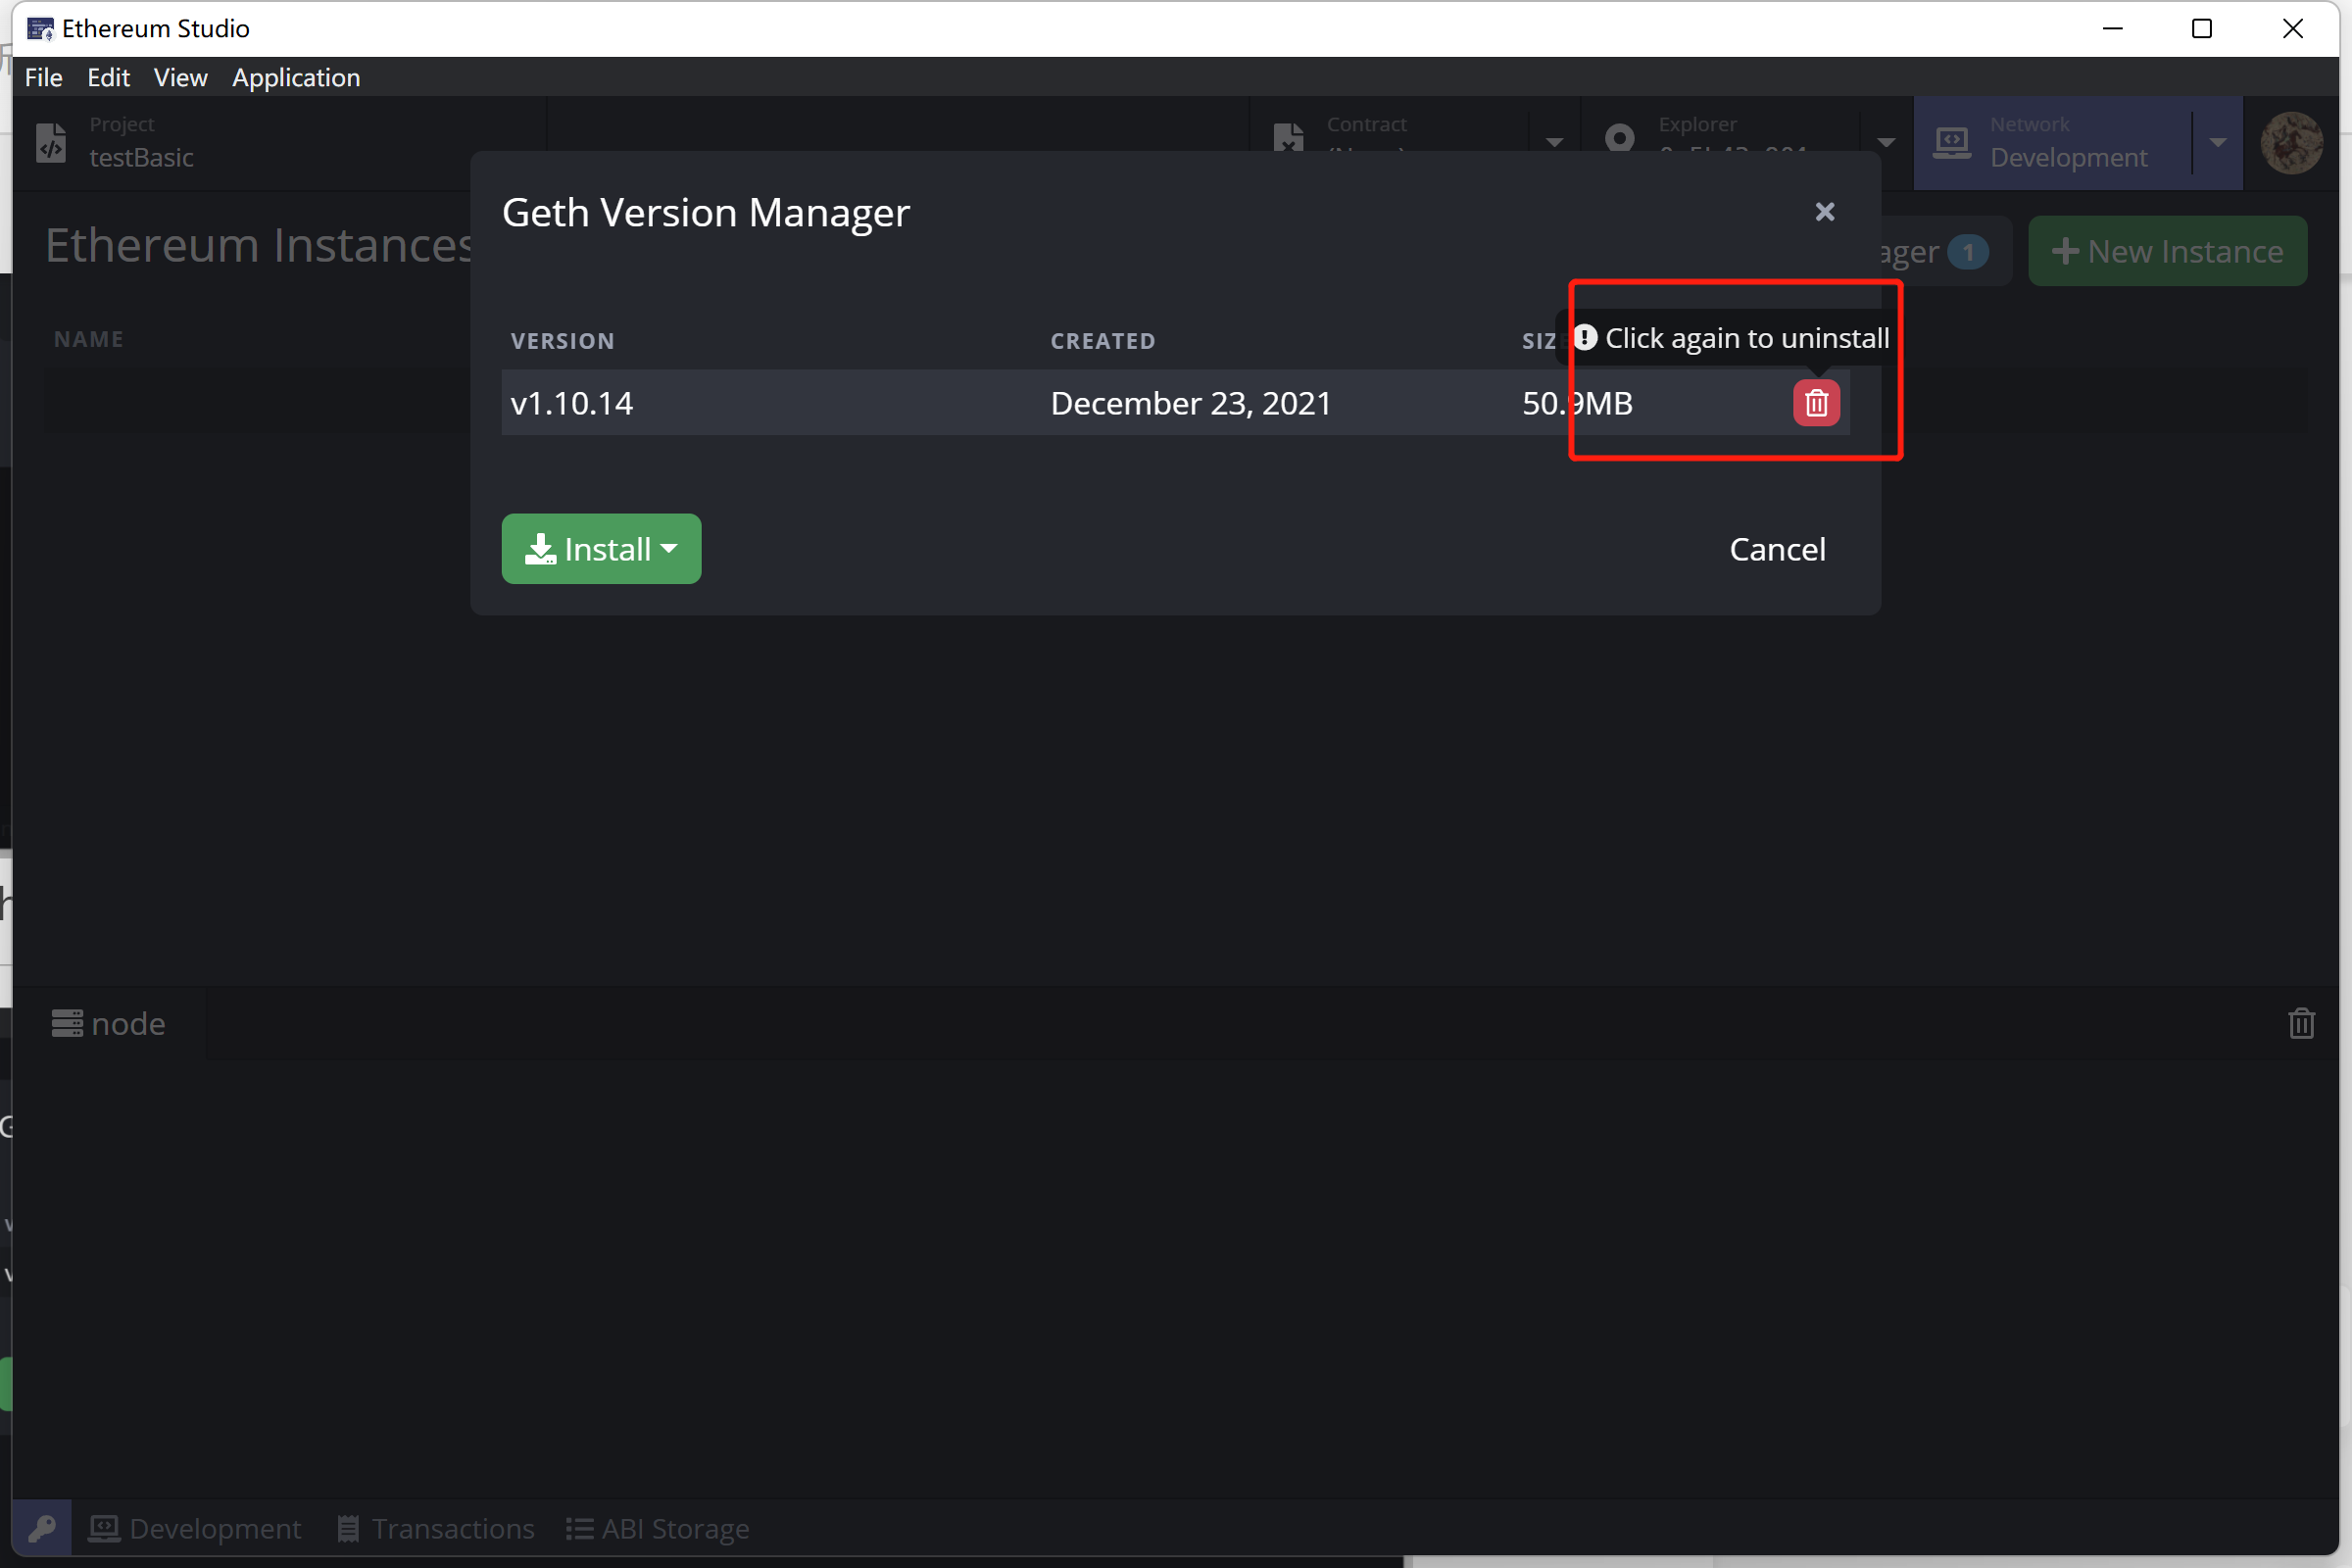 Ethereum Studio
File Edit View Application
Project
testBasic
Contract
Explorer
Network
Development
Ethereum Instances
ager 1
New Instance
NAME
Geth Version Manager
VERSION CREATED SIZ
Click again to uninstall
v1.10.14 December 23, 2021 50.9MB
Install
Cancel
node
Development Transactions ABI Storage